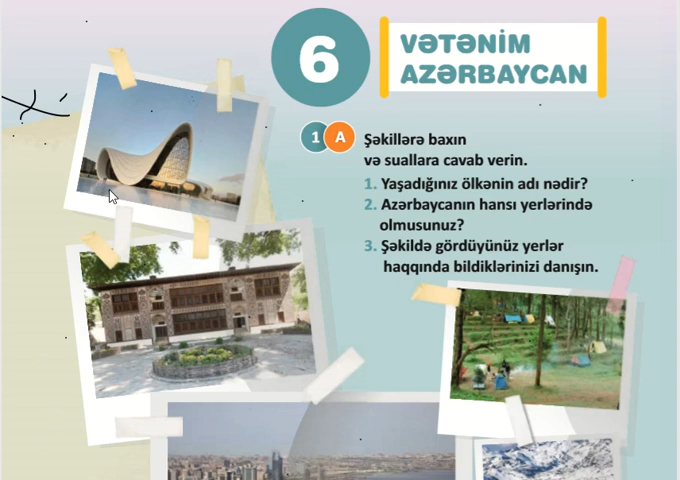 6
VƏTƏNİM
AZƏRBAYCAN
1 A Şəkillərə baxın
və suallara cavab verin.
1. Yaşadığınız ölkənin adı nədir?
2. Azərbaycanın hansı yerlərində
olmusunuz?
3. Şəkildə gördüyünüz yerlər
haqqında bildiklərinizi danışın.